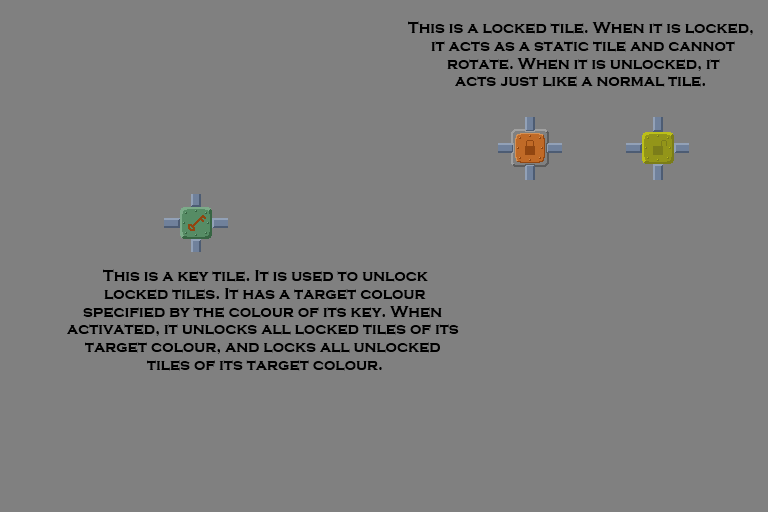 This is a locked tile. When it is locked,
it acts as a static tile and cannot
rotate. When it is unlocked, it
acts just like a normal tile.
This is a key tile. It is used to unlock
locked tiles. It has a target colour
specified by the colour of its key. When
activated, it unlocks all locked tiles of its
target colour, and locks all unlocked
tiles of its target colour.